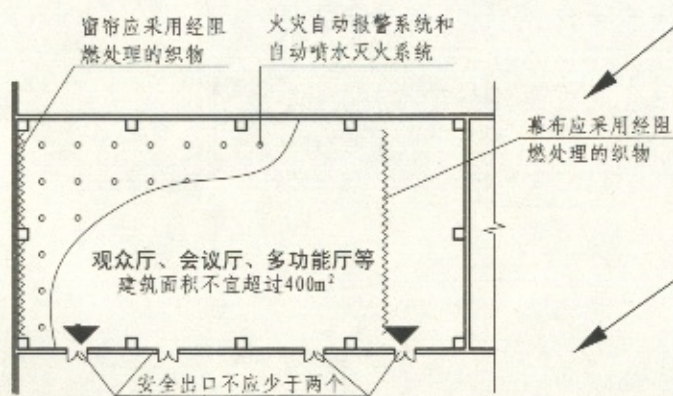 窗帘应采用经阻
燃处理的织物
火灾自动报警系统和
自动喷水灭火系统
幕布应采用经阻
燃处理的织物
观众厅、会议厅、多功能厅等
建筑面积不宜超过400m²
安全出口不应少于两个